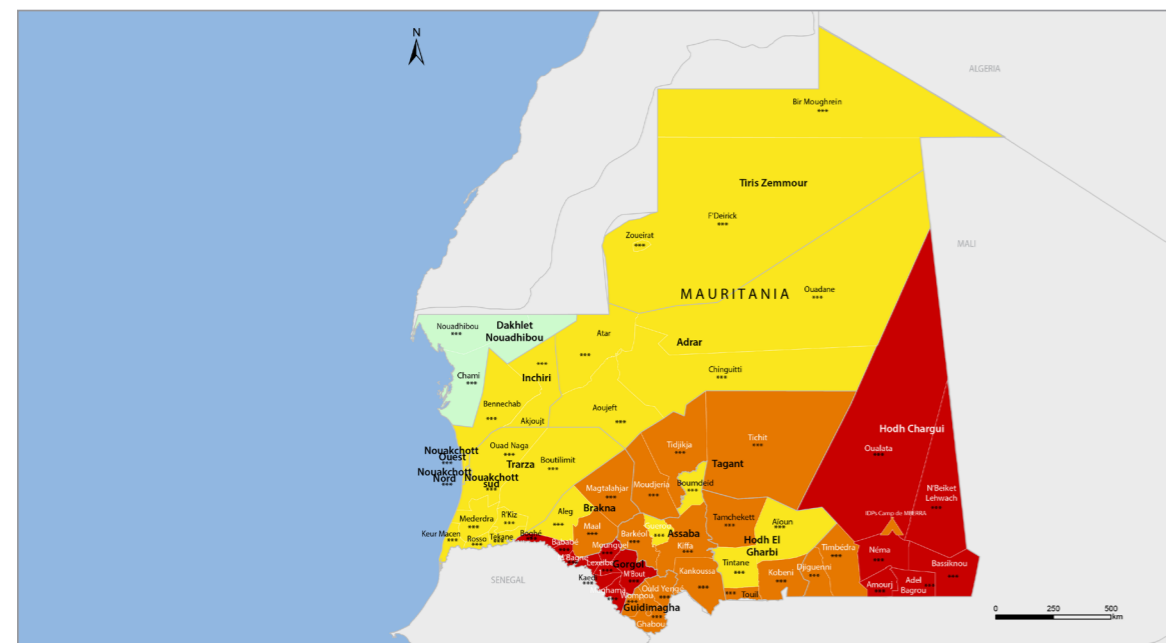 N
ALGERIA
Bir Moughrein
***
Tiris Zemmour
F'Deirick
***
Zoueirat
***
MALI
Ouadane
***
MAURITANIA
Nouadhibou
***
Dakhlet
Nouadhibou
Atar
***
Adrar
Chami
***
***
Inchiri
Chinguitti
***
Bennechab
***
Akjoujt
Aoujeft
***
Hodh Chargui
Oualata
***
Tidjikja
***
Tichit
***
Nouakchott
Ouest
***
Nouakchott
Nord
***
Nouakchott
sud
***
Ouad Naga
***
Trarza
Boutilimit
***
Tagant
Boumdeid
***
Moudjeria
***
Magtalahjar
***
Brakna
N'Beiket
Lehwach
***
Mederdra
***
R'Kiz
***
Aleg
***
Maal
***
Barkéol
***
Assaba
Tamchekett
***
Aïoun
***
Hodh El
Gharbi
Keur Macen
***
Rosso
***
Tékane
***
Kiffa
***
Timbédra
***
Néma
***
Bassiknou
***
Tintane
***
Gorgol
M'Bout
***
Kankoussa
***
Kobeni
***
Djiguenni
***
Amourj
***
Adel
Bagrou
***
SENEGAL
Kaedi
***
Ould Yengé
***
Wompou
***
***
Touil
Guidimagha
Ghabou
***
0 250 500
km